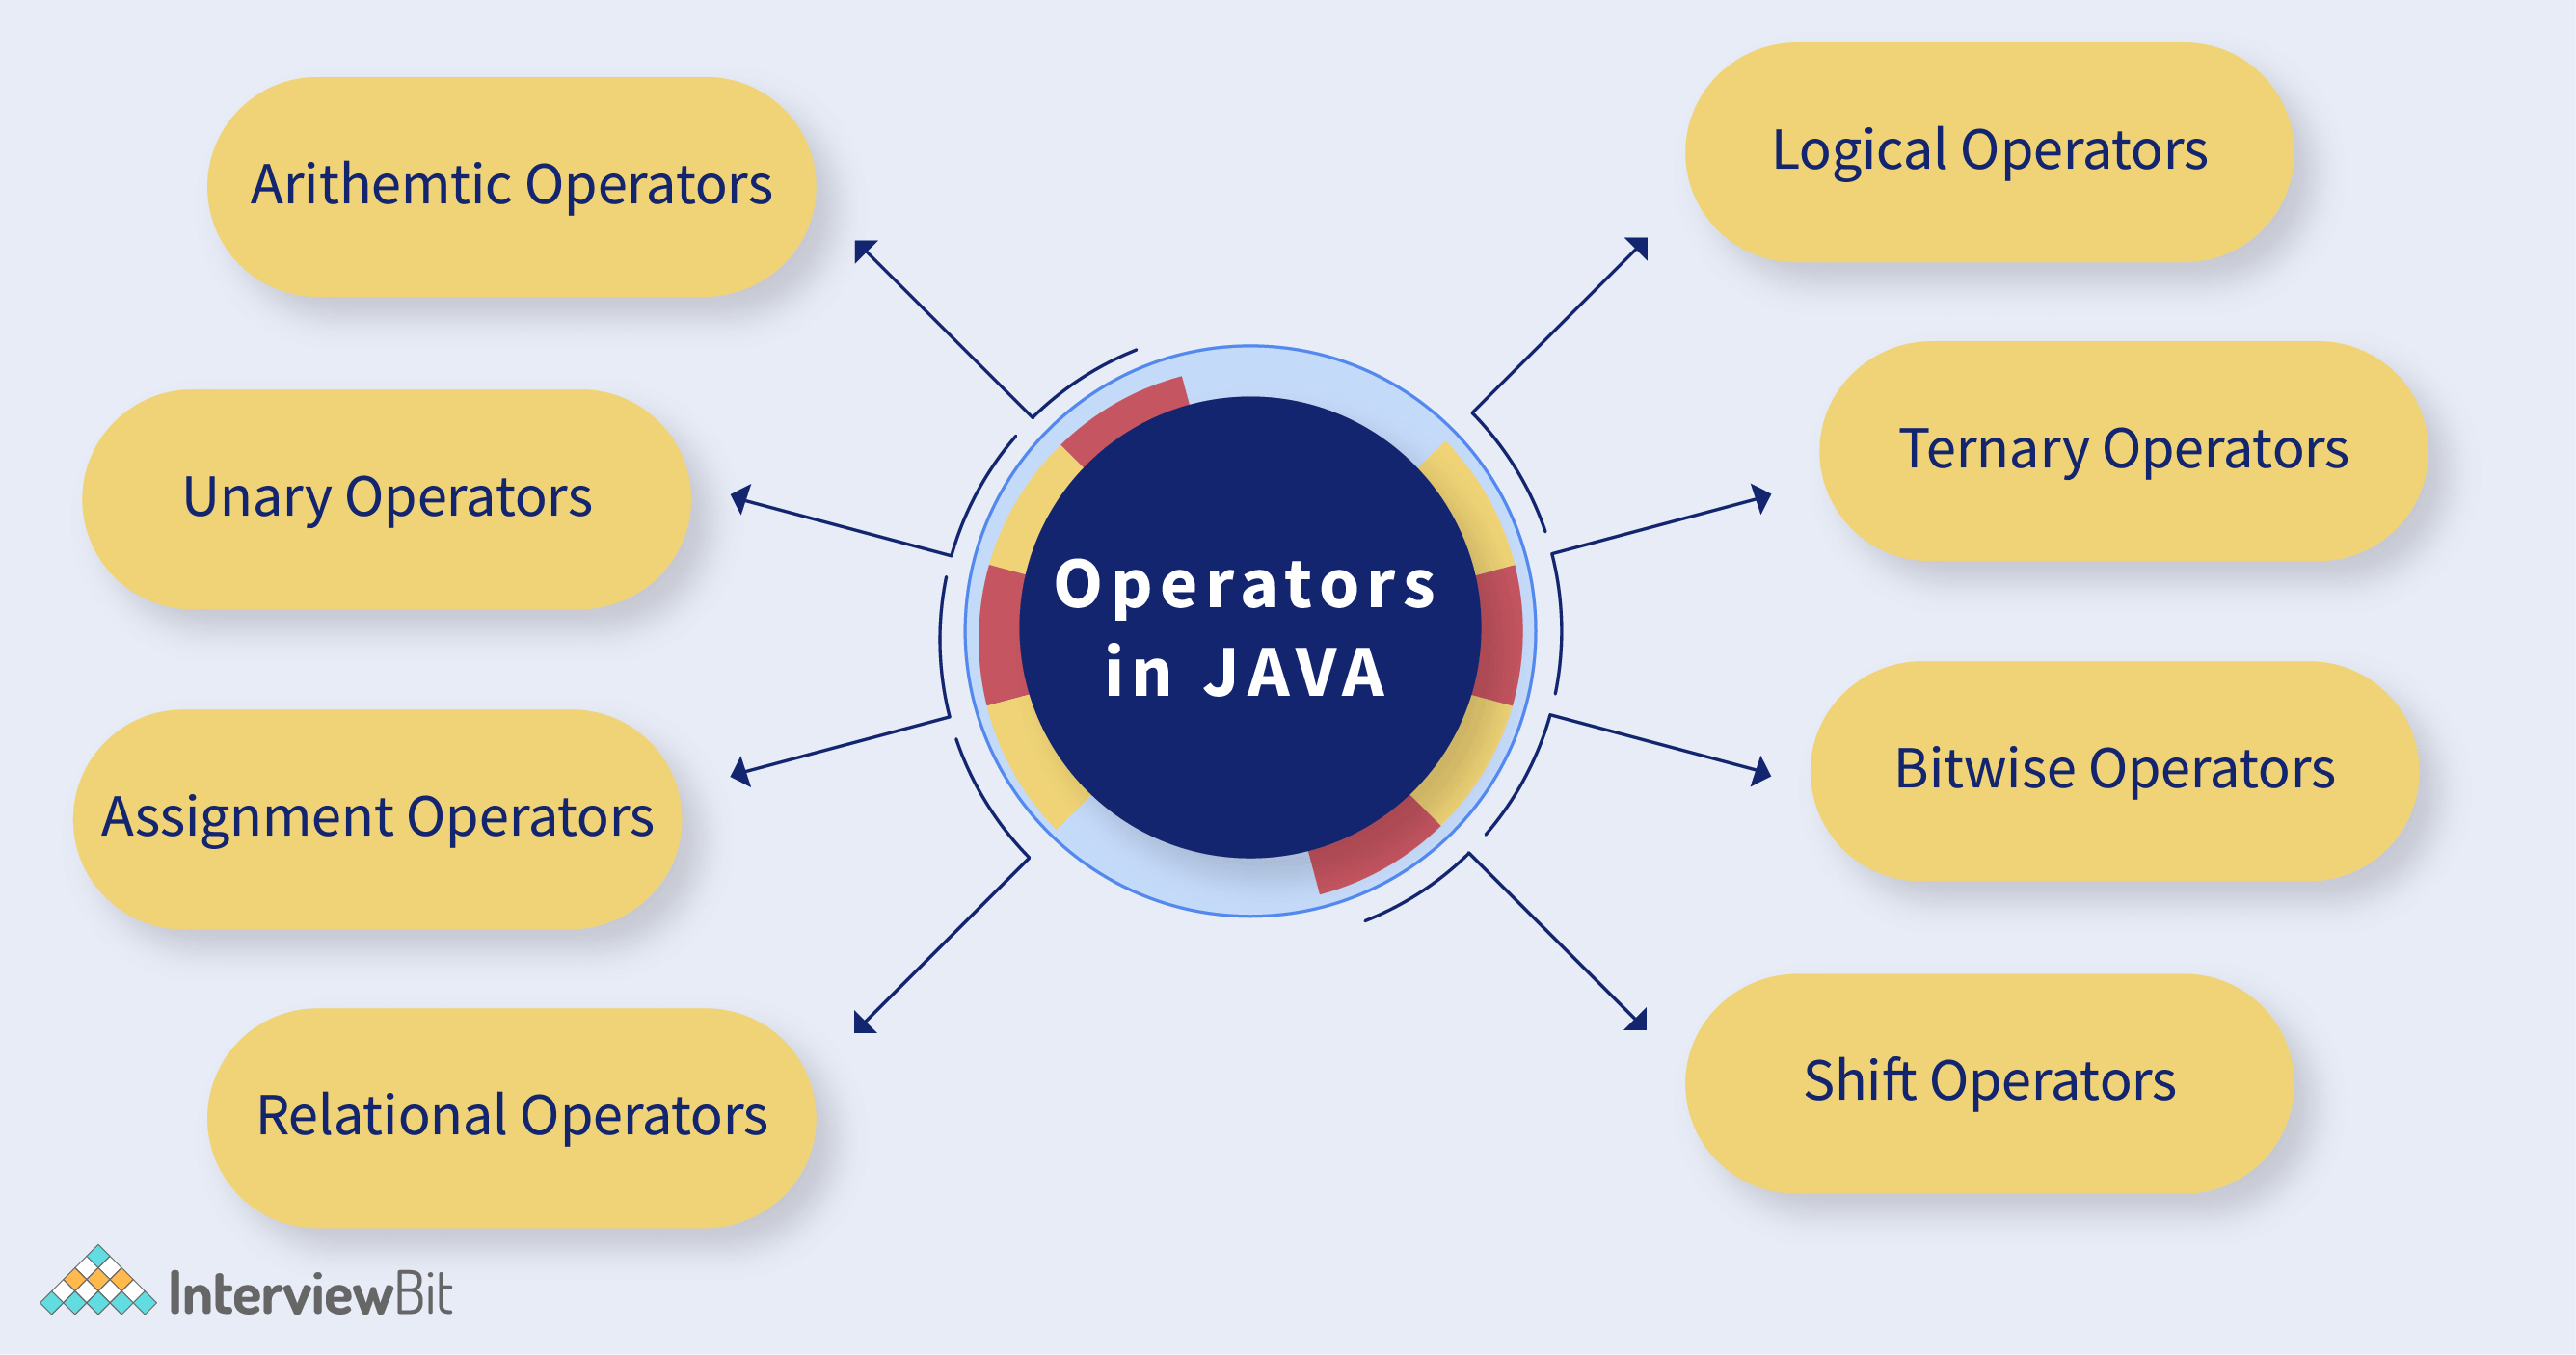 Arithemtic Operators
Unary Operators
Assignment Operators
Relational Operators
Operators
in JAVA
Logical Operators
Ternary Operators
Bitwise Operators
Shift Operators
InterviewBit